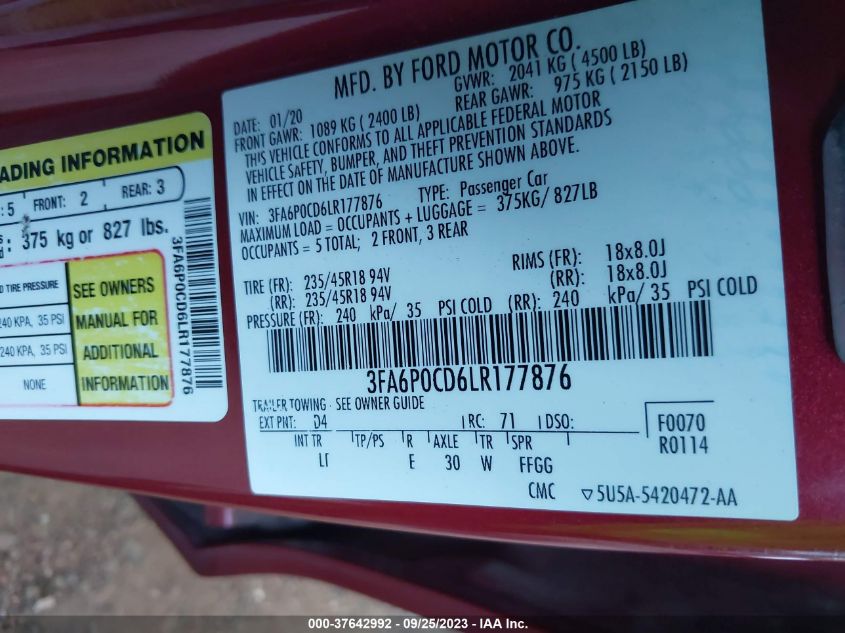 ADING INFORMATION
: 5 FRONT: 2 REAR: 3
: 375 kg or 827 lbs.
TIRE PRESSURE
240 KPA, 35 PSI
240 KPA, 35 PSI
NONE
SEE OWNERS
MANUAL FOR
ADDITIONAL
INFORMATION
3FA6P0CD6LR177876
MFD. BY FORD MOTOR CO.
DATE: 01/20 GVWR: 2041 KG ( 4500 LB)
FRONT GAWR: 1089 KG ( 2400 LB) REAR GAWR: 975 KG ( 2150 LB)
THIS VEHICLE CONFORMS TO ALL APPLICABLE FEDERAL MOTOR
VEHICLE SAFETY, BUMPER, AND THEFT PREVENTION STANDARDS
IN EFFECT ON THE DATE OF MANUFACTURE SHOWN ABOVE.
VIN: 3FA6P0CD6LR177876 TYPE: Passenger Car
MAXIMUM LOAD = OCCUPANTS + LUGGAGE = 375KG/ 827LB
OCCUPANTS = 5 TOTAL; 2 FRONT, 3 REAR
TIRE (FR): 235/45R18 94V RIMS (FR): 18x8.0J
(RR): 235/45R18 94V (RR): 18x8.0J
PRESSURE (FR): 240 kPa/ 35 PSI COLD (RR): 240 kPa/ 35 PSI COLD
3FA6P0CD6LR177876
TRAILER TOWING - SEE OWNER GUIDE
EXT PNT: D4 RC: 71 DSO: F0070
INT TR TP/PS R AXLE TR SPR R0114
E 30 W FFGG
CMC ▽5U5A-5420472-AA
000-37642992 - 09/25/2023 - IAA Inc.